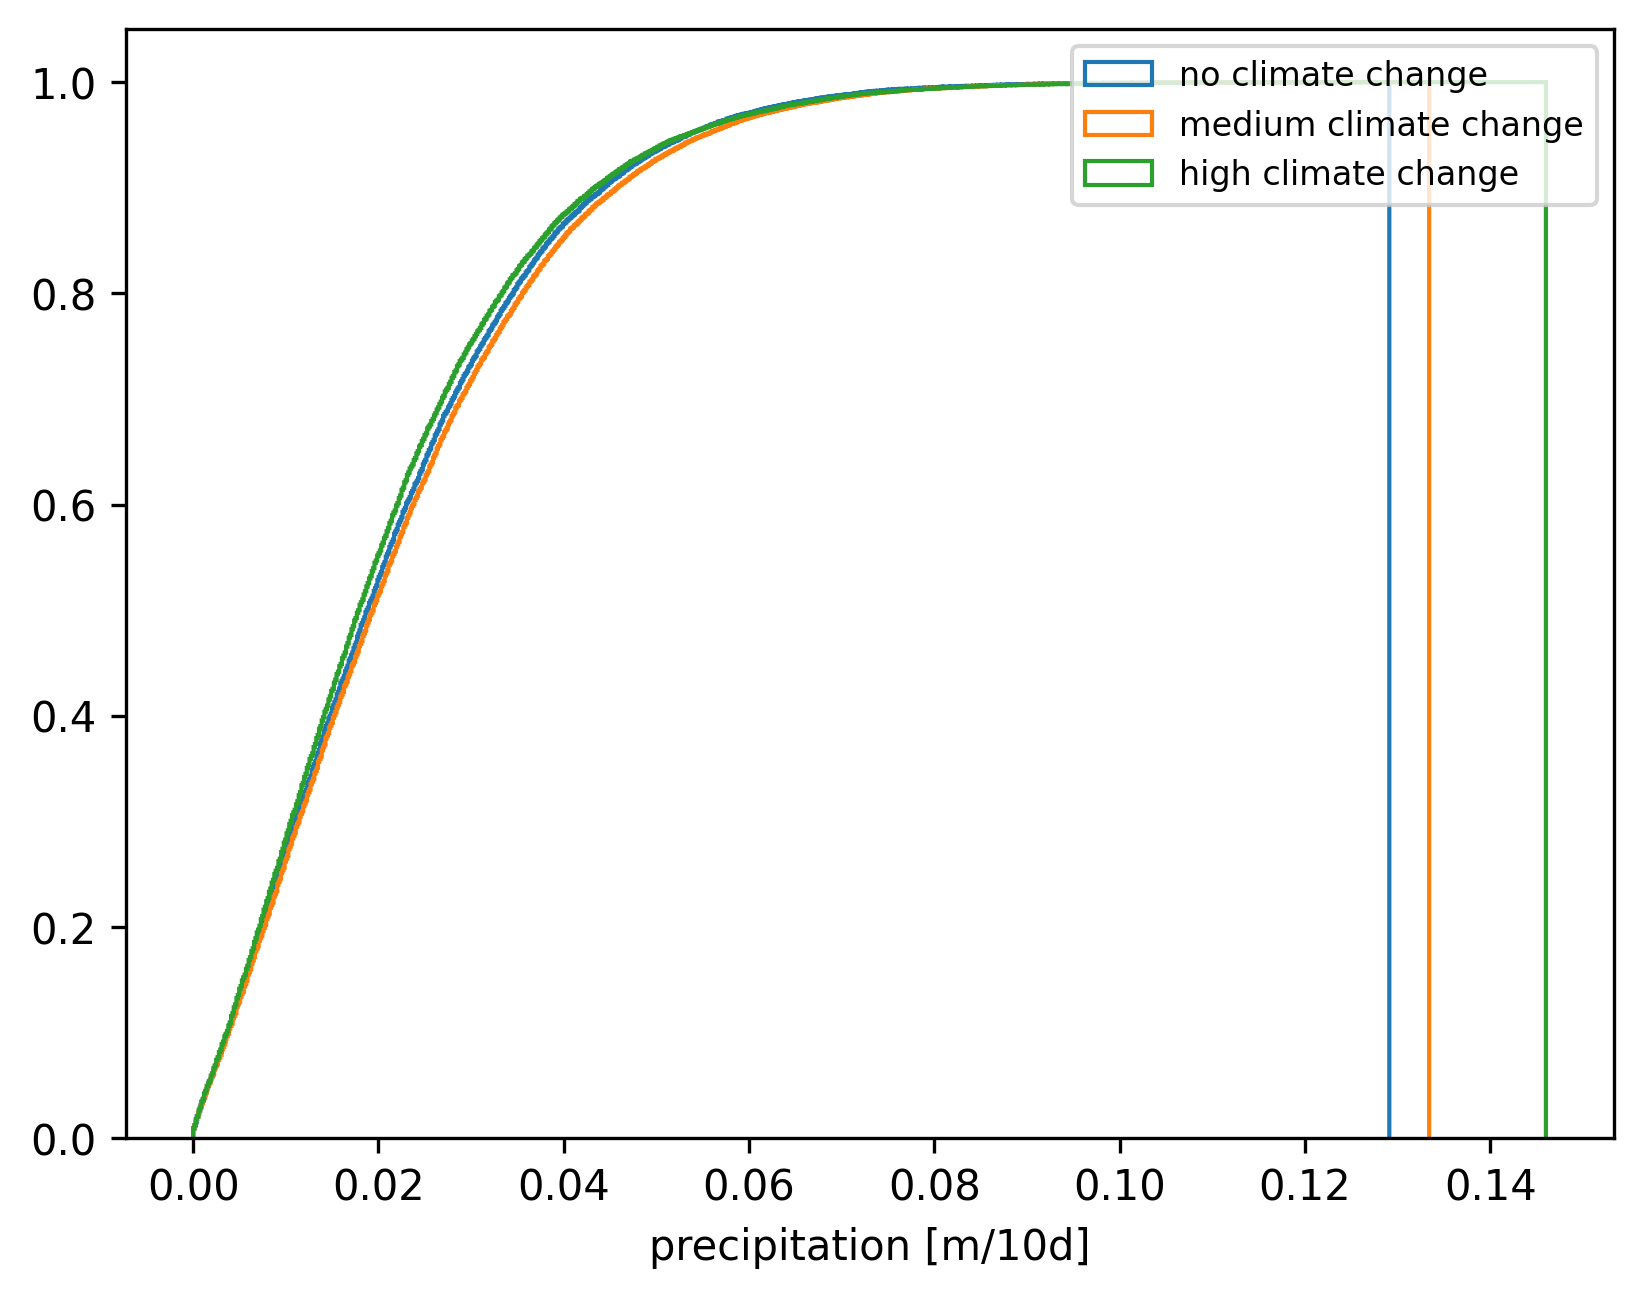 1.0
0.8
0.6
0.4
0.2
0.0
no climate change
medium climate change
high climate change
0.00 0.02 0.04 0.06 0.08 0.10 0.12 0.14
precipitation [m/10d]